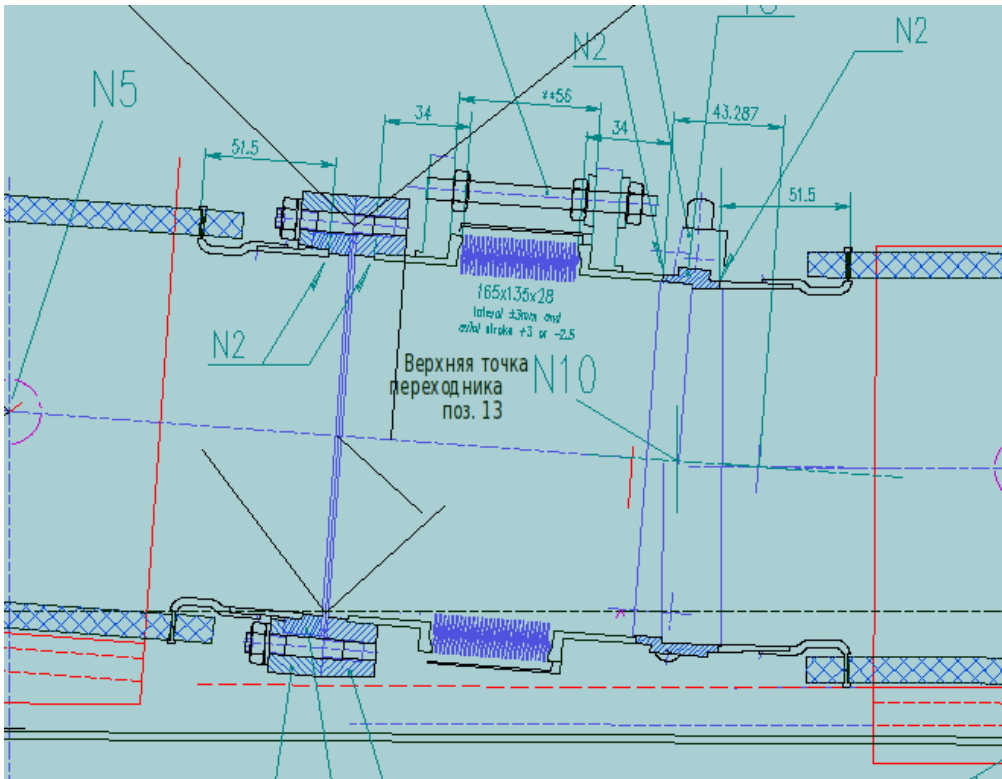 N2
N2
N5
**56
34
43.287
34
51.5
51.5
165x135x28
lateral ±3mm and
axial stroke +3 or -2.5
N2
Верхняя точка
переходника
поз. 13
N10